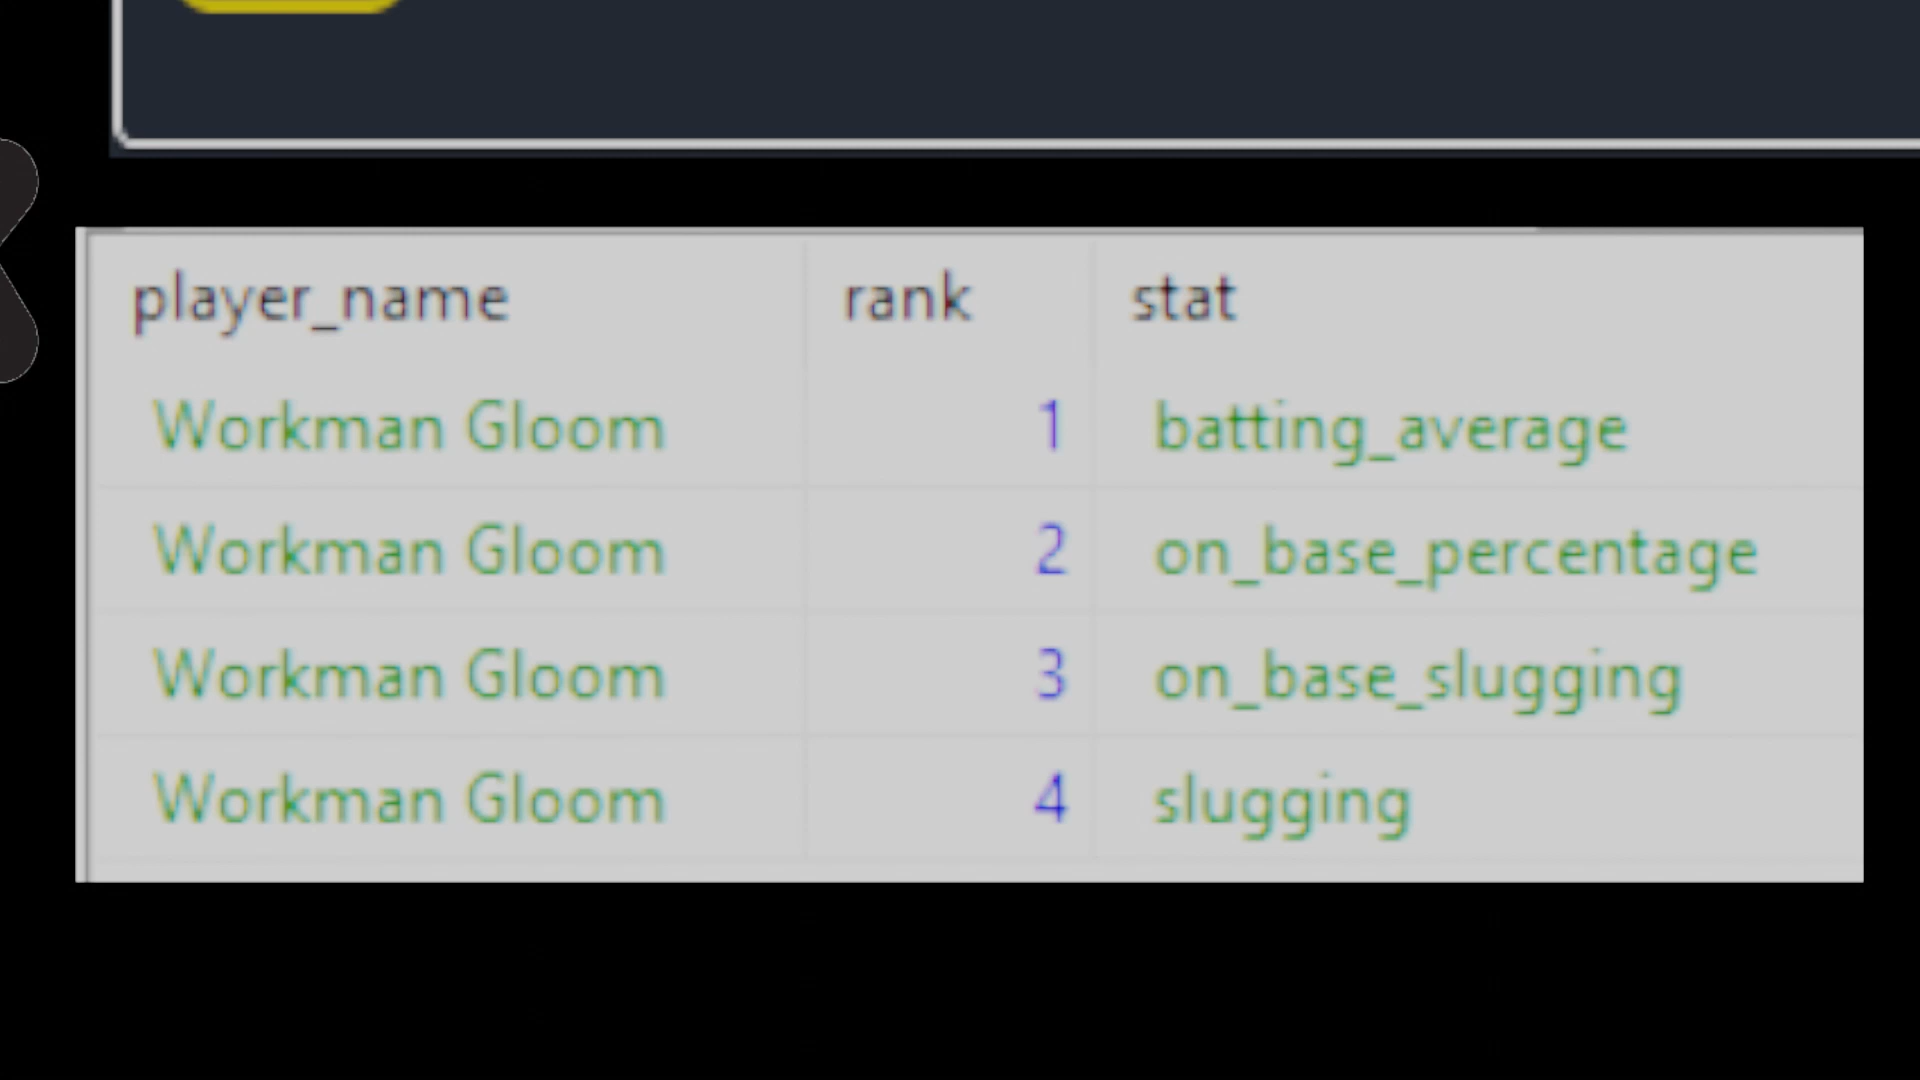 player_name rank stat
Workman Gloom 1 batting_average
Workman Gloom 2 on_base_percentage
Workman Gloom 3 on_base_slugging
Workman Gloom 4 slugging